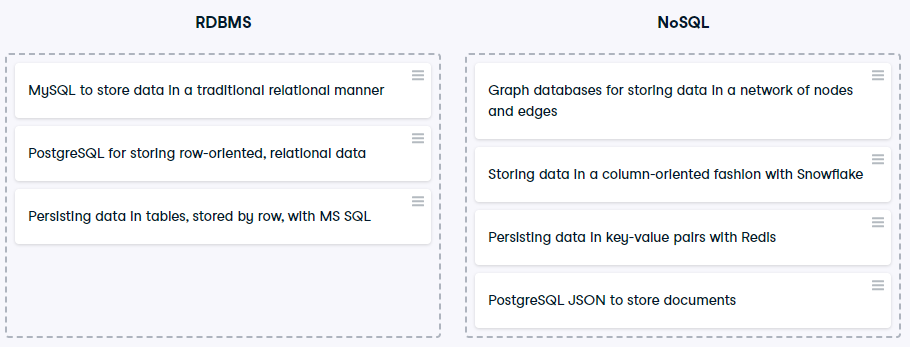 RDBMS
MySQL to store data in a traditional relational manner
PostgreSQL for storing row-oriented, relational data
Persisting data in tables, stored by row, with MS SQL
NoSQL
Graph databases for storing data in a network of nodes
and edges
Storing data in a column-oriented fashion with Snowflake
Persisting data in key-value pairs with Redis
PostgreSQL JSON to store documents